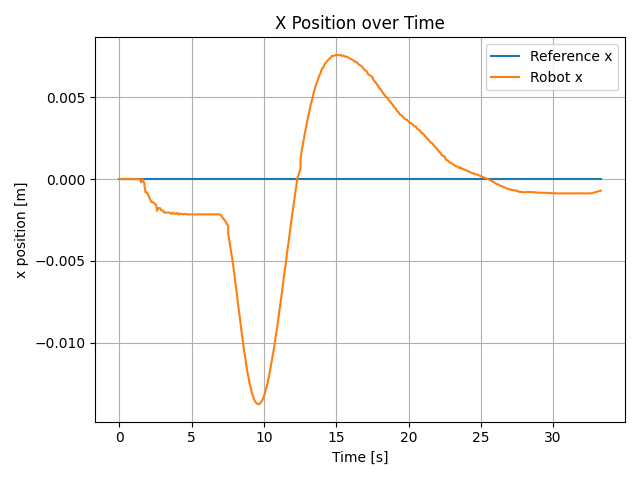 X Position over Time
Reference x
Robot x
0.005
0.000
−0.005
−0.010
x position [m]
0 5 10 15 20 25 30
Time [s]